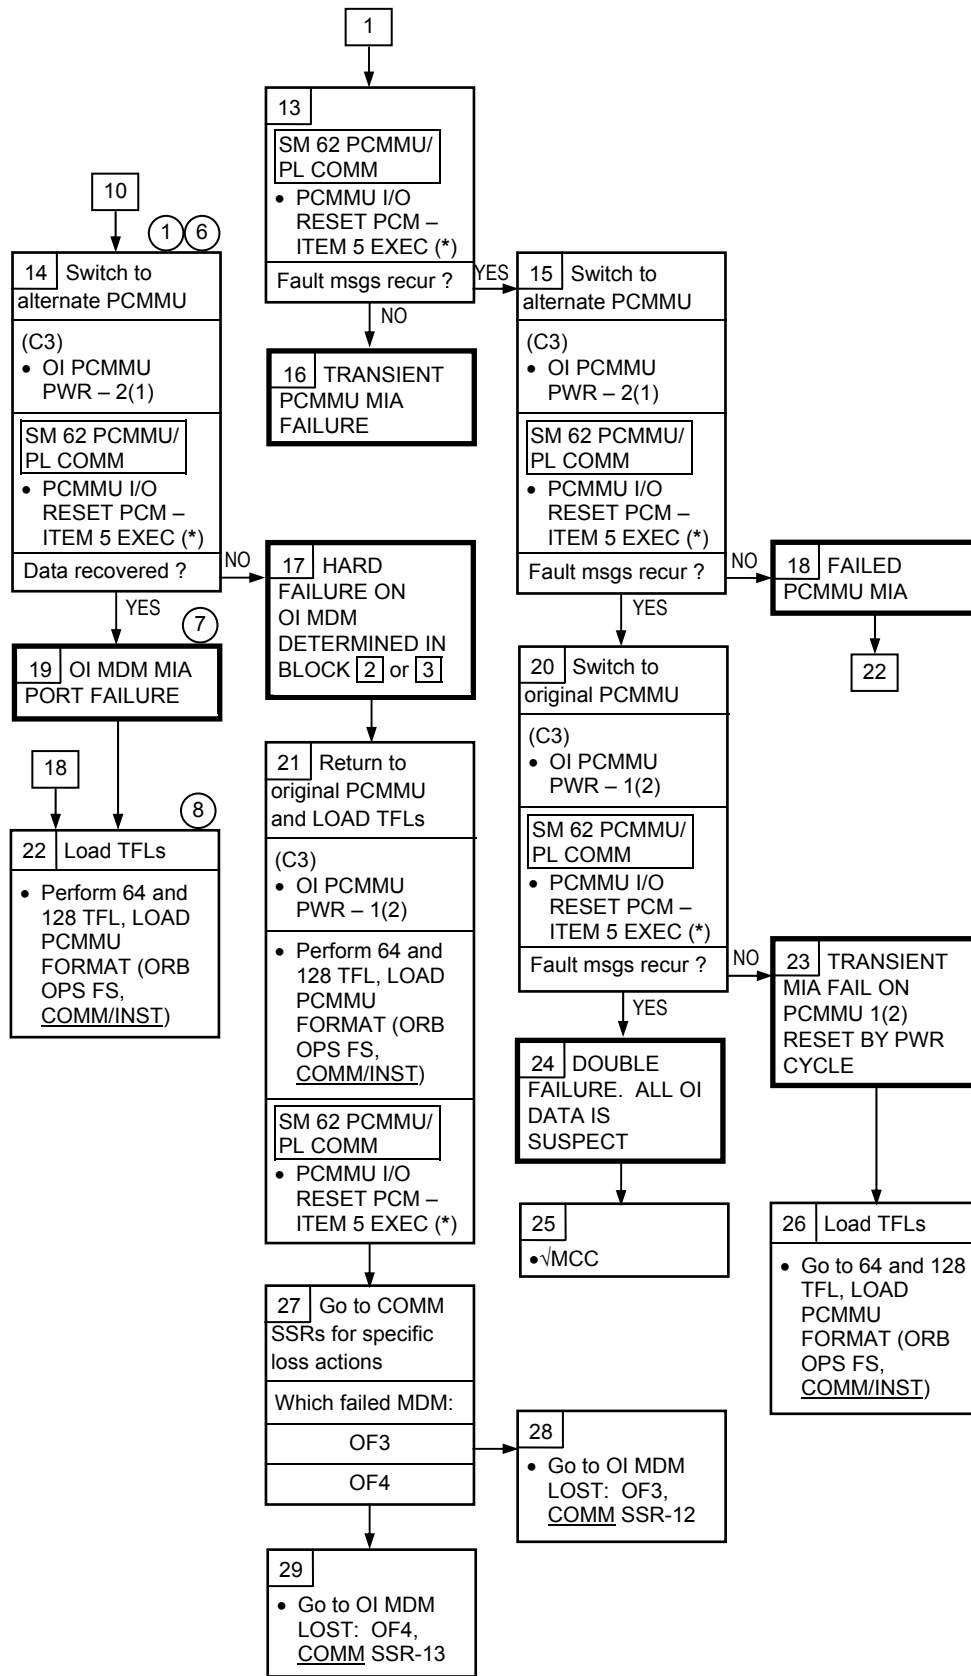 1
13
SM 62 PCMMU/
PL COMM
• PCMMU I/O
RESET PCM –
ITEM 5 EXEC (*)
Fault msgs recur ?
YES
NO
10
1
6
14 Switch to
alternate PCMMU
(C3)
• OI PCMMU
PWR – 2(1)
SM 62 PCMMU/
PL COMM
• PCMMU I/O
RESET PCM –
ITEM 5 EXEC (*)
Data recovered ?
NO
YES
15 Switch to
alternate PCMMU
(C3)
• OI PCMMU
PWR – 2(1)
SM 62 PCMMU/
PL COMM
• PCMMU I/O
RESET PCM –
ITEM 5 EXEC (*)
Fault msgs recur ?
NO
YES
16 TRANSIENT
PCMMU MIA
FAILURE
17 HARD
FAILURE ON
OI MDM
DETERMINED IN
BLOCK 2 or 3
18 FAILED
PCMMU MIA
22
7
19 OI MDM MIA
PORT FAILURE
20 Switch to
original PCMMU
(C3)
• OI PCMMU
PWR – 1(2)
SM 62 PCMMU/
PL COMM
• PCMMU I/O
RESET PCM –
ITEM 5 EXEC (*)
Fault msgs recur ?
NO
YES
21 Return to
original PCMMU
and LOAD TFLs
(C3)
• OI PCMMU
PWR – 1(2)
• Perform 64 and
128 TFL, LOAD
PCMMU
FORMAT (ORB
OPS FS,
COMM/INST)
SM 62 PCMMU/
PL COMM
• PCMMU I/O
RESET PCM –
ITEM 5 EXEC (*)
18
8
22 Load TFLs
• Perform 64 and
128 TFL, LOAD
PCMMU
FORMAT (ORB
OPS FS,
COMM/INST)
23 TRANSIENT
MIA FAIL ON
PCMMU 1(2)
RESET BY PWR
CYCLE
24 DOUBLE
FAILURE. ALL OI
DATA IS
SUSPECT
25
•√MCC
26 Load TFLs
• Go to 64 and 128
TFL, LOAD
PCMMU
FORMAT (ORB
OPS FS,
COMM/INST)
27 Go to COMM
SSRs for specific
loss actions
Which failed MDM:
OF3
OF4
28
• Go to OI MDM
LOST: OF3,
COMM SSR-12
29
• Go to OI MDM
LOST: OF4,
COMM SSR-13